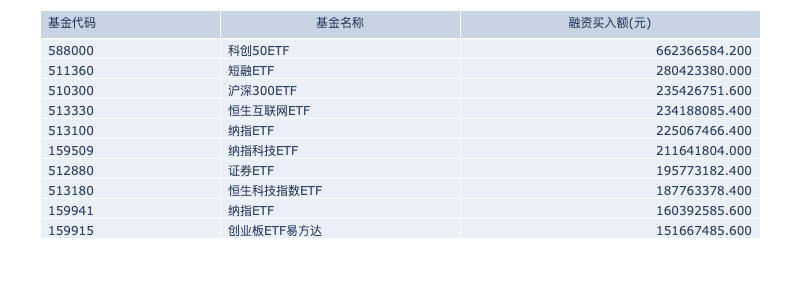 基金代码 基金名称 融资买入额(元)
588000 科创50ETF 662366584.200
511360 短融ETF 280423380.000
510300 沪深300ETF 235426751.600
513330 恒生互联网ETF 234188085.400
513100 纳指ETF 225067466.400
159509 纳指科技ETF 211641804.000
512880 证券ETF 195773182.400
513180 恒生科技指数ETF 187763378.400
159941 纳指ETF 160392585.600
159915 创业板ETF易方达 151667485.600